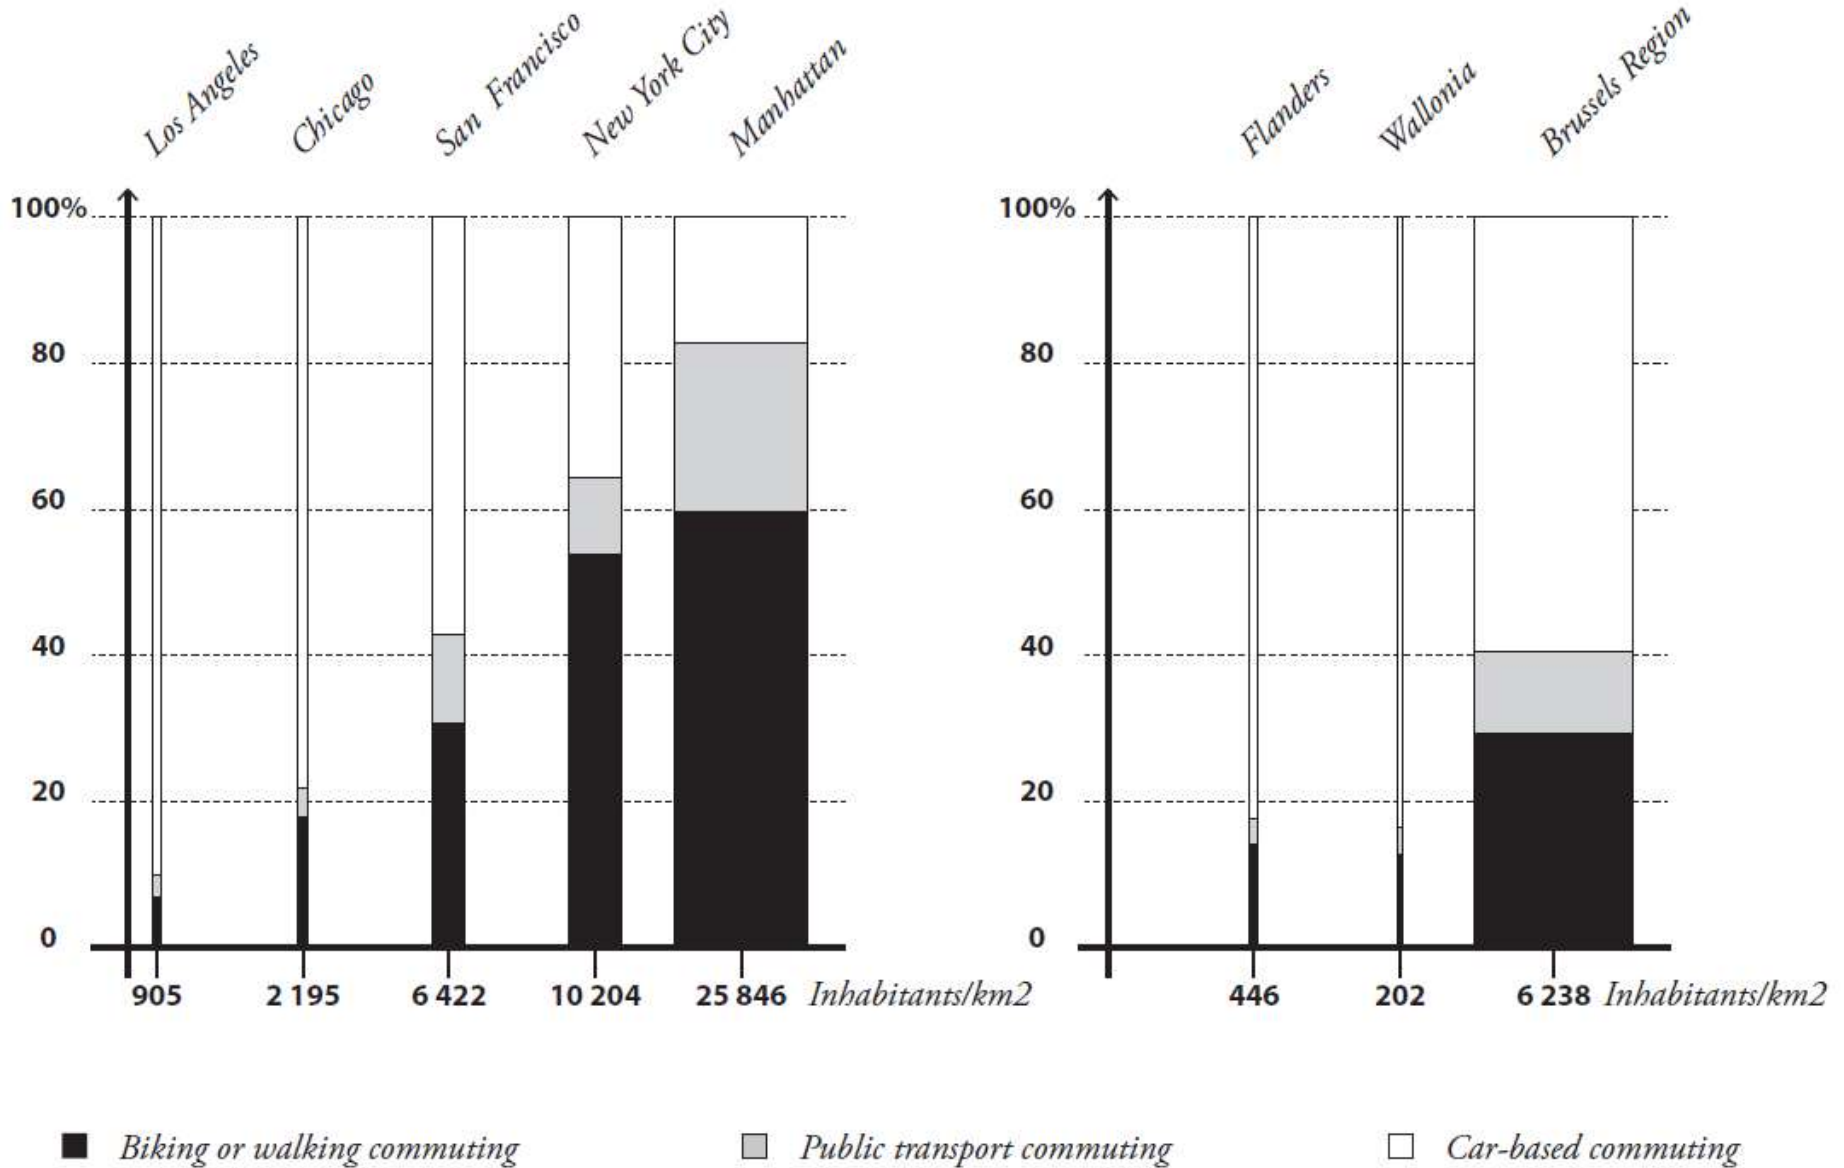 Los Angeles
Chicago
San Francisco
New York City
Manhattan
100%
80
60
40
20
0
905 2 195 6 422 10 204 25 846 Inhabitants/km2
Flanders
Wallonia
Brussels Region
100%
80
60
40
20
0
446 202 6 238 Inhabitants/km2
Biking or walking commuting
Public transport commuting
Car-based commuting